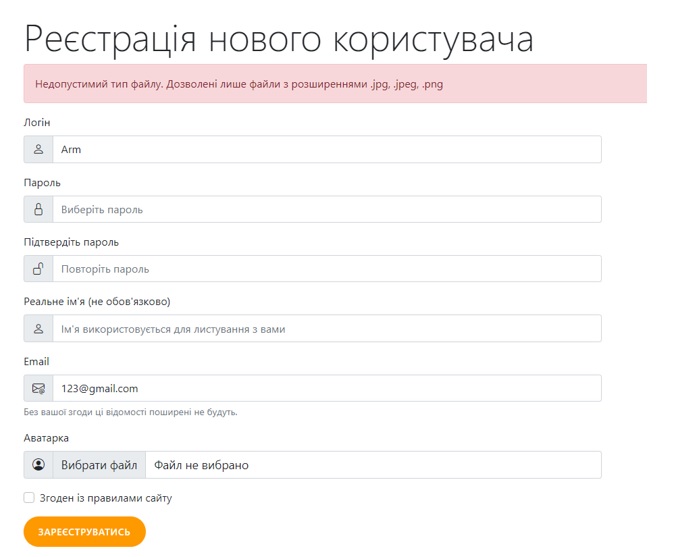 Реєстрація нового користувача
Недопустимий тип файлу. Дозволені лише файли з розширеннями .jpg, .jpeg, .png
Логін
Arm
Пароль
Виберіть пароль
Підтвердіть пароль
Повторіть пароль
Реальне ім'я (не обов'язково)
Ім'я використовується для листування з вами
Email
123@gmail.com
Без вашої згоди ці відомості поширені не будуть.
Аватарка
Вибрати файл Файл не вибрано
Згоден із правилами сайту
ЗАРЕЄСТРУВАТИСЬ